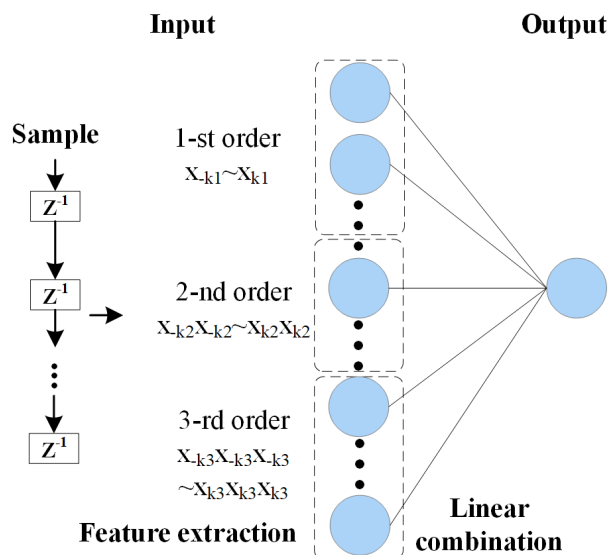 Input
Output
Sample
Z⁻¹
Z⁻¹
Z⁻¹
1-st order
X₋ₖ₁~Xₖ₁
2-nd order
X₋ₖ₂X₋ₖ₂~Xₖ₂Xₖ₂
3-rd order
X₋ₖ₃X₋ₖ₃X₋ₖ₃
~Xₖ₃Xₖ₃Xₖ₃
Feature extraction
Linear
combination